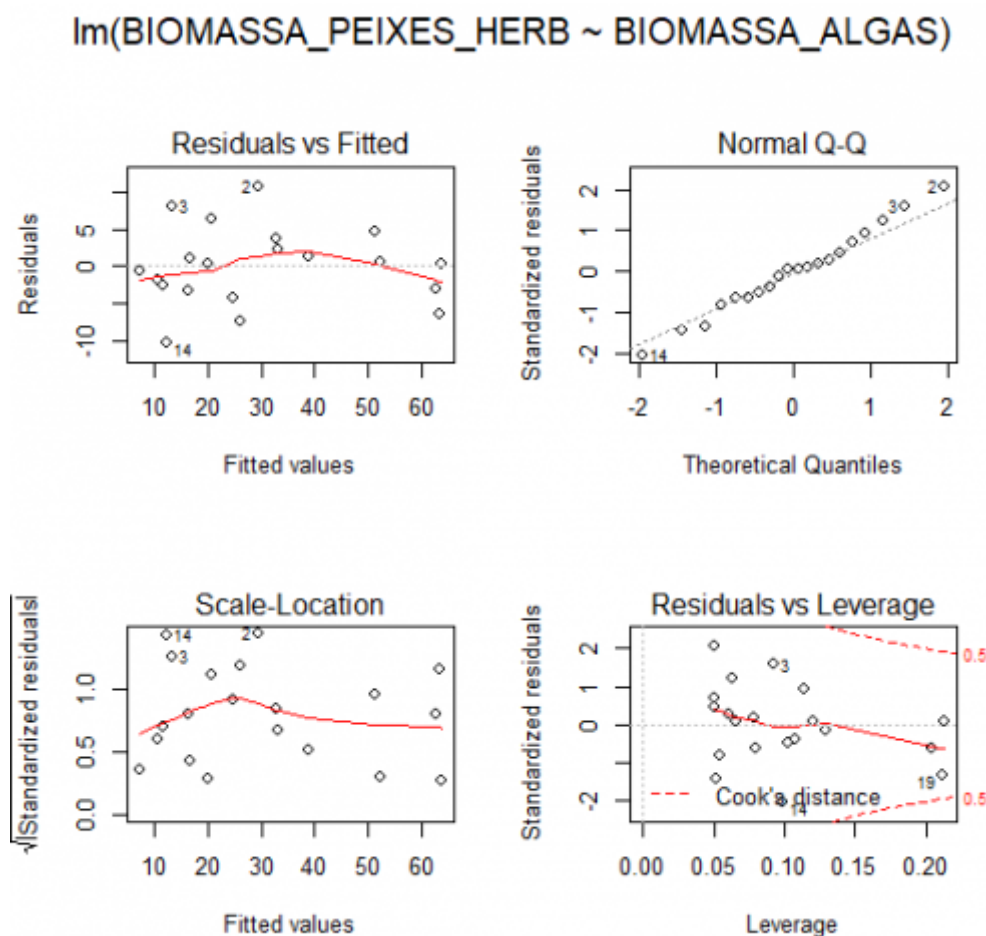 lm(BIOMASSA_PEIXES_HERB ~ BIOMASSA_ALGAS)
Residuals vs Fitted
Residuals
5
0
-10
2
3
14
10 20 30 40 50 60
Fitted values
Normal Q-Q
Standardized residuals
2
1
0
-1
-2
2
3
14
-2 -1 0 1 2
Theoretical Quantiles
Scale-Location
√|Standardized residuals|
1.0
0.5
0.0
14
2
3
10 20 30 40 50 60
Fitted values
Residuals vs Leverage
Standardized residuals
2
1
0
-2
3
0.5
19
0.5
Cook's distance
14
0.00 0.05 0.10 0.15 0.20
Leverage